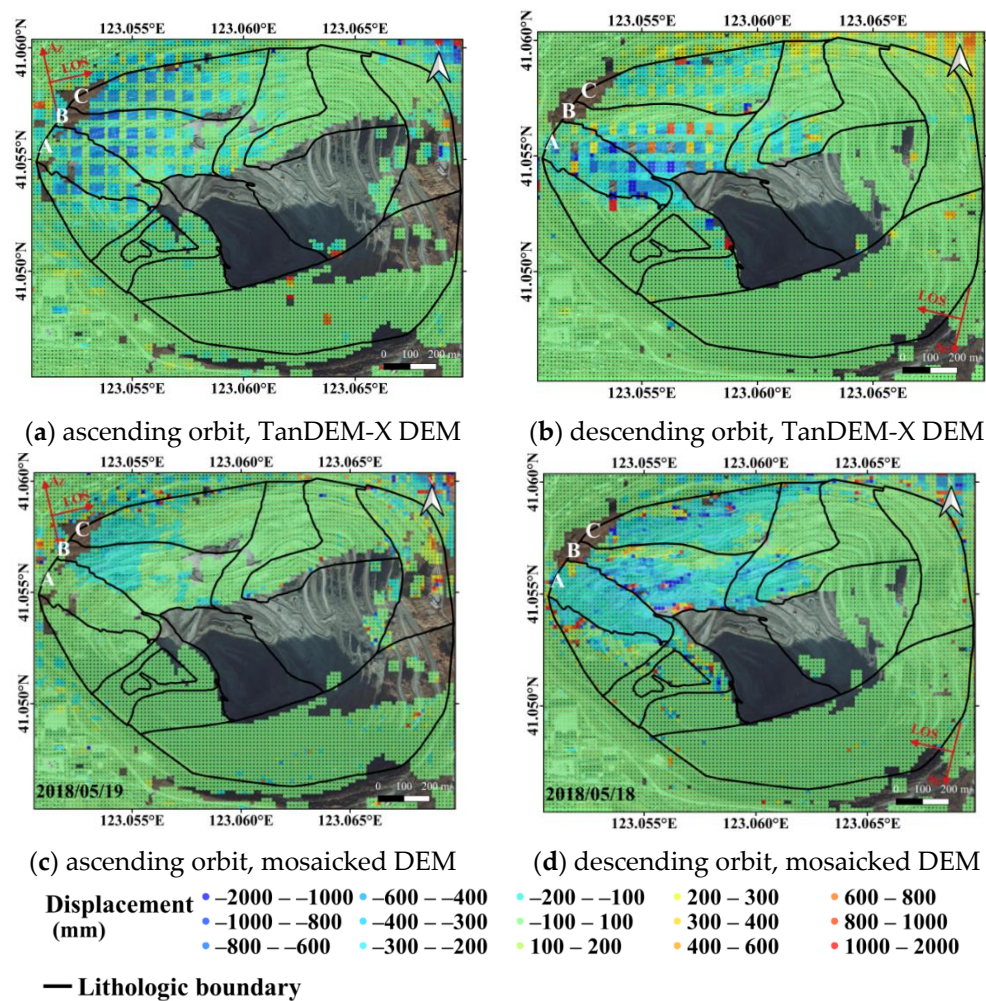 123.055°E 123.060°E 123.065°E
41.060°N
41.055°N
41.050°N
Az
LOS
C
B
A
0 100 200 m
123.055°E 123.060°E 123.065°E
(a) ascending orbit, TanDEM-X DEM
123.055°E 123.060°E 123.065°E
41.060°N
41.055°N
41.050°N
C
B
A
LOS
0 100 200 m
123.055°E 123.060°E 123.065°E
(b) descending orbit, TanDEM-X DEM
123.055°E 123.060°E 123.065°E
41.060°N
41.055°N
41.050°N
Az
LOS
C
B
A
0 100 200 m
2018/05/19
123.055°E 123.060°E 123.065°E
(c) ascending orbit, mosaicked DEM
123.055°E 123.060°E 123.065°E
41.060°N
41.055°N
41.050°N
C
B
A
LOS
0 100 200 m
2018/05/18
123.055°E 123.060°E 123.065°E
(d) descending orbit, mosaicked DEM
Displacement
(mm)
–2000 – –1000
–1000 – –800
–800 – –600
–600 – –400
–400 – –300
–300 – –200
–200 – –100
–100 – 100
100 – 200
200 – 300
300 – 400
400 – 600
600 – 800
800 – 1000
1000 – 2000
Lithologic boundary